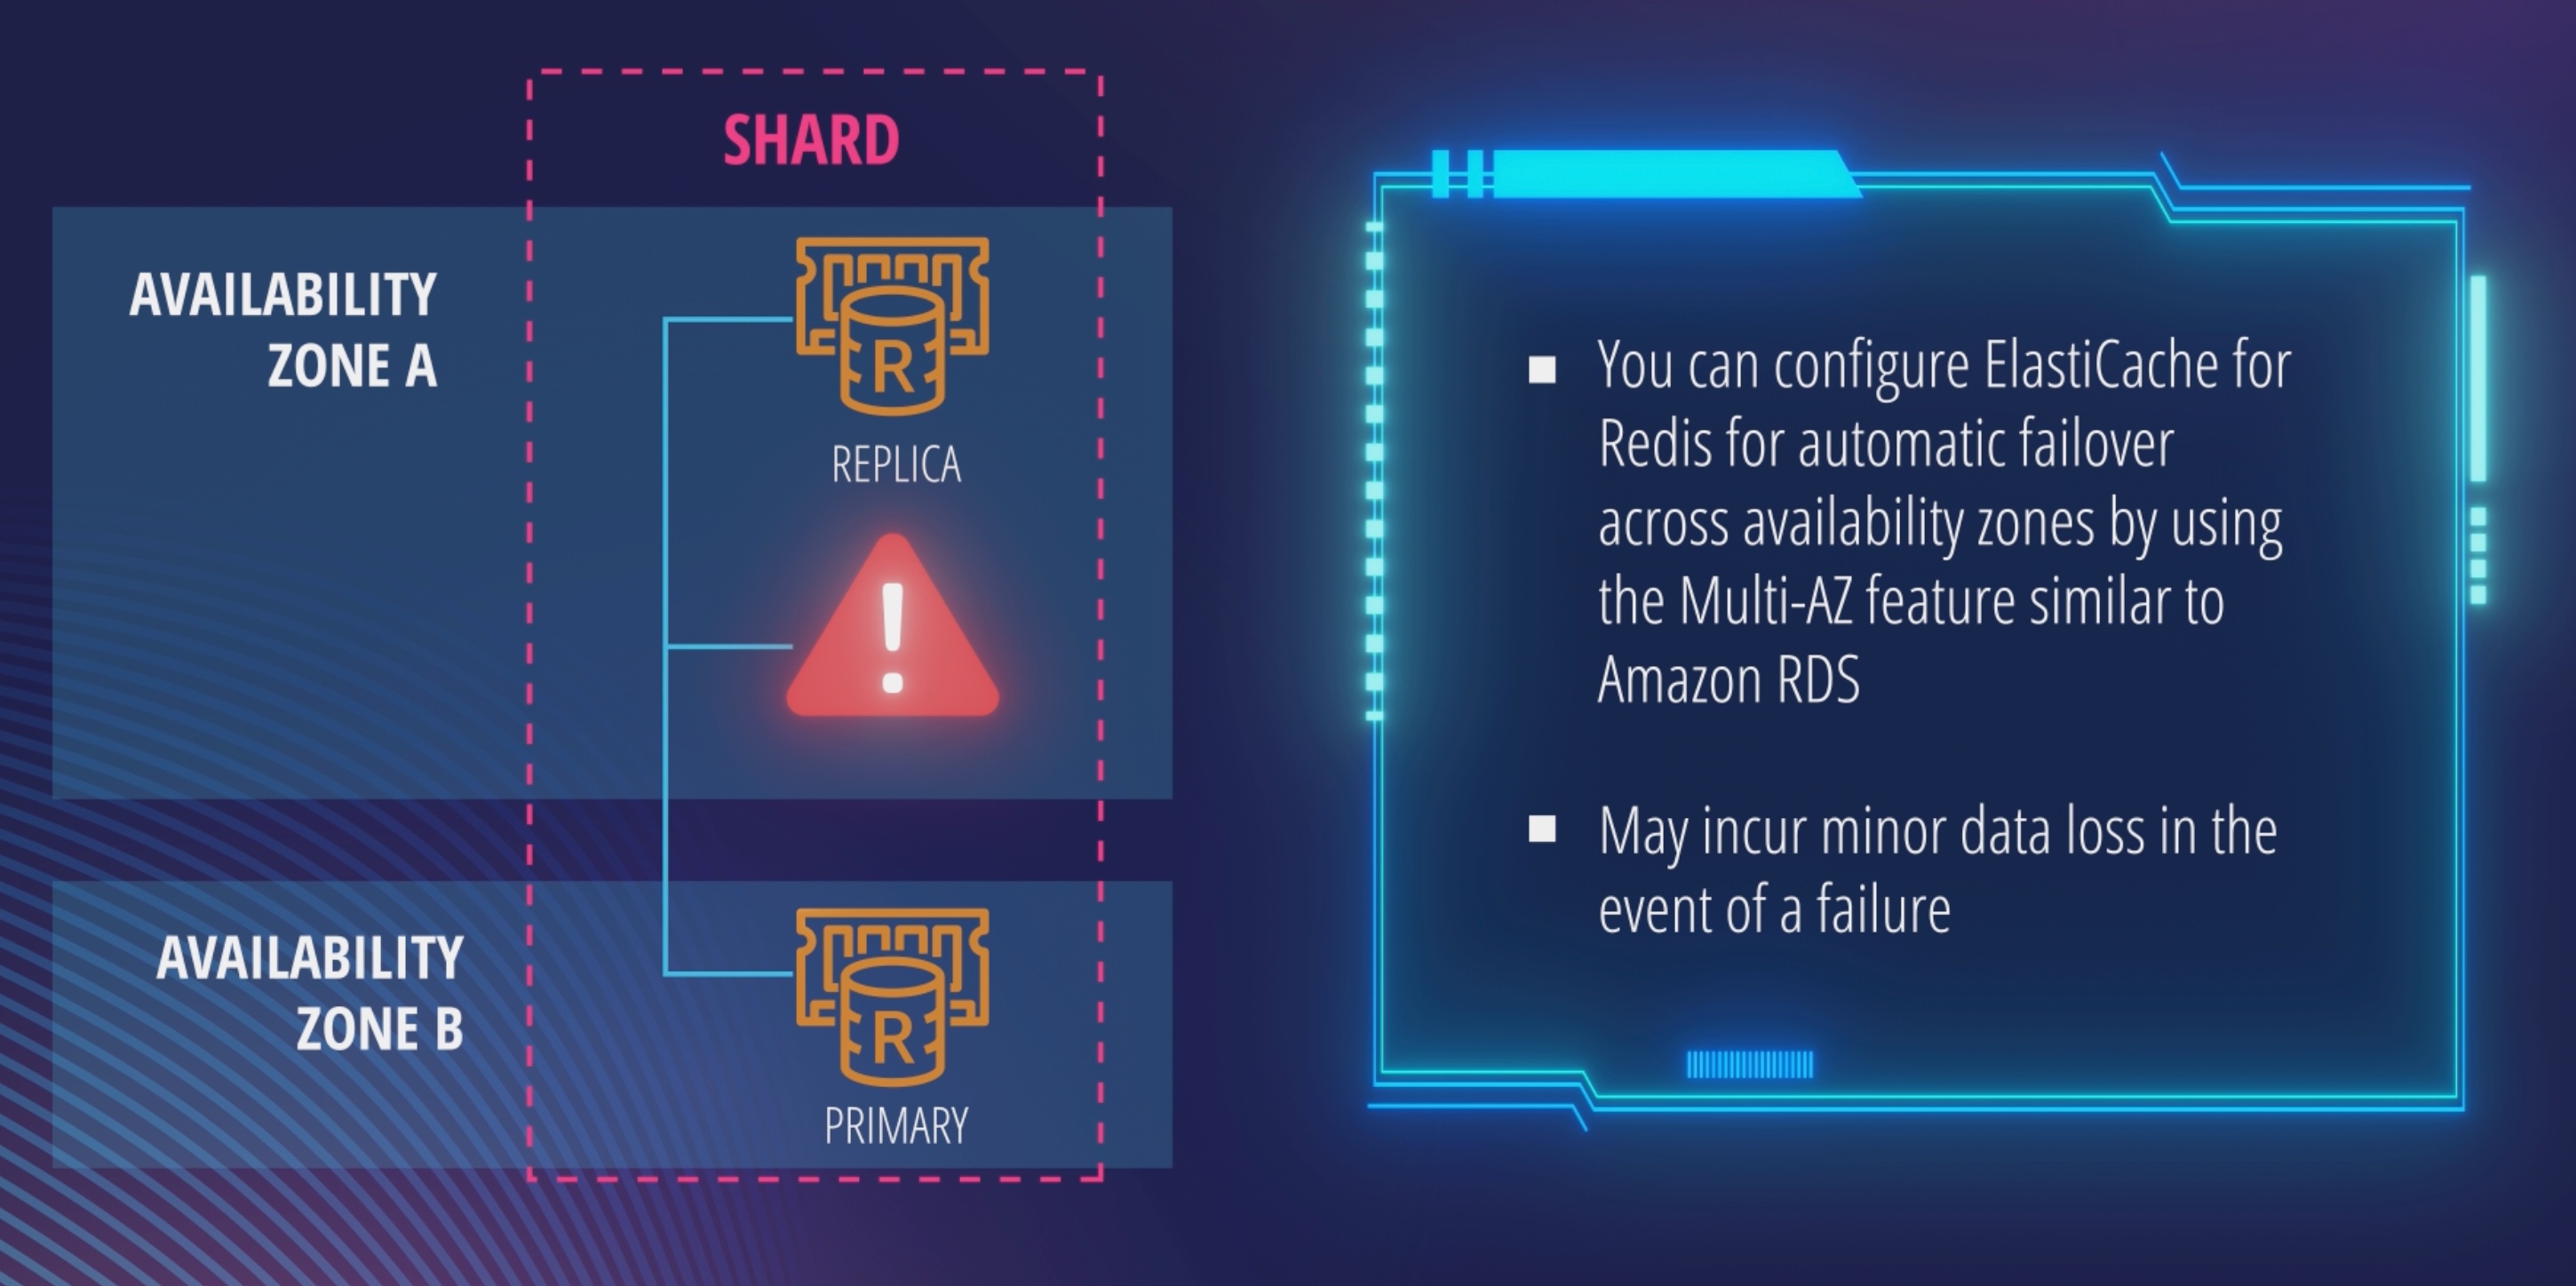 SHARD
AVAILABILITY
ZONE A
R
REPLICA
!
AVAILABILITY
ZONE B
R
PRIMARY
■ You can configure ElastiCache for
Redis for automatic failover
across availability zones by using
the Multi-AZ feature similar to
Amazon RDS
■ May incur minor data loss in the
event of a failure